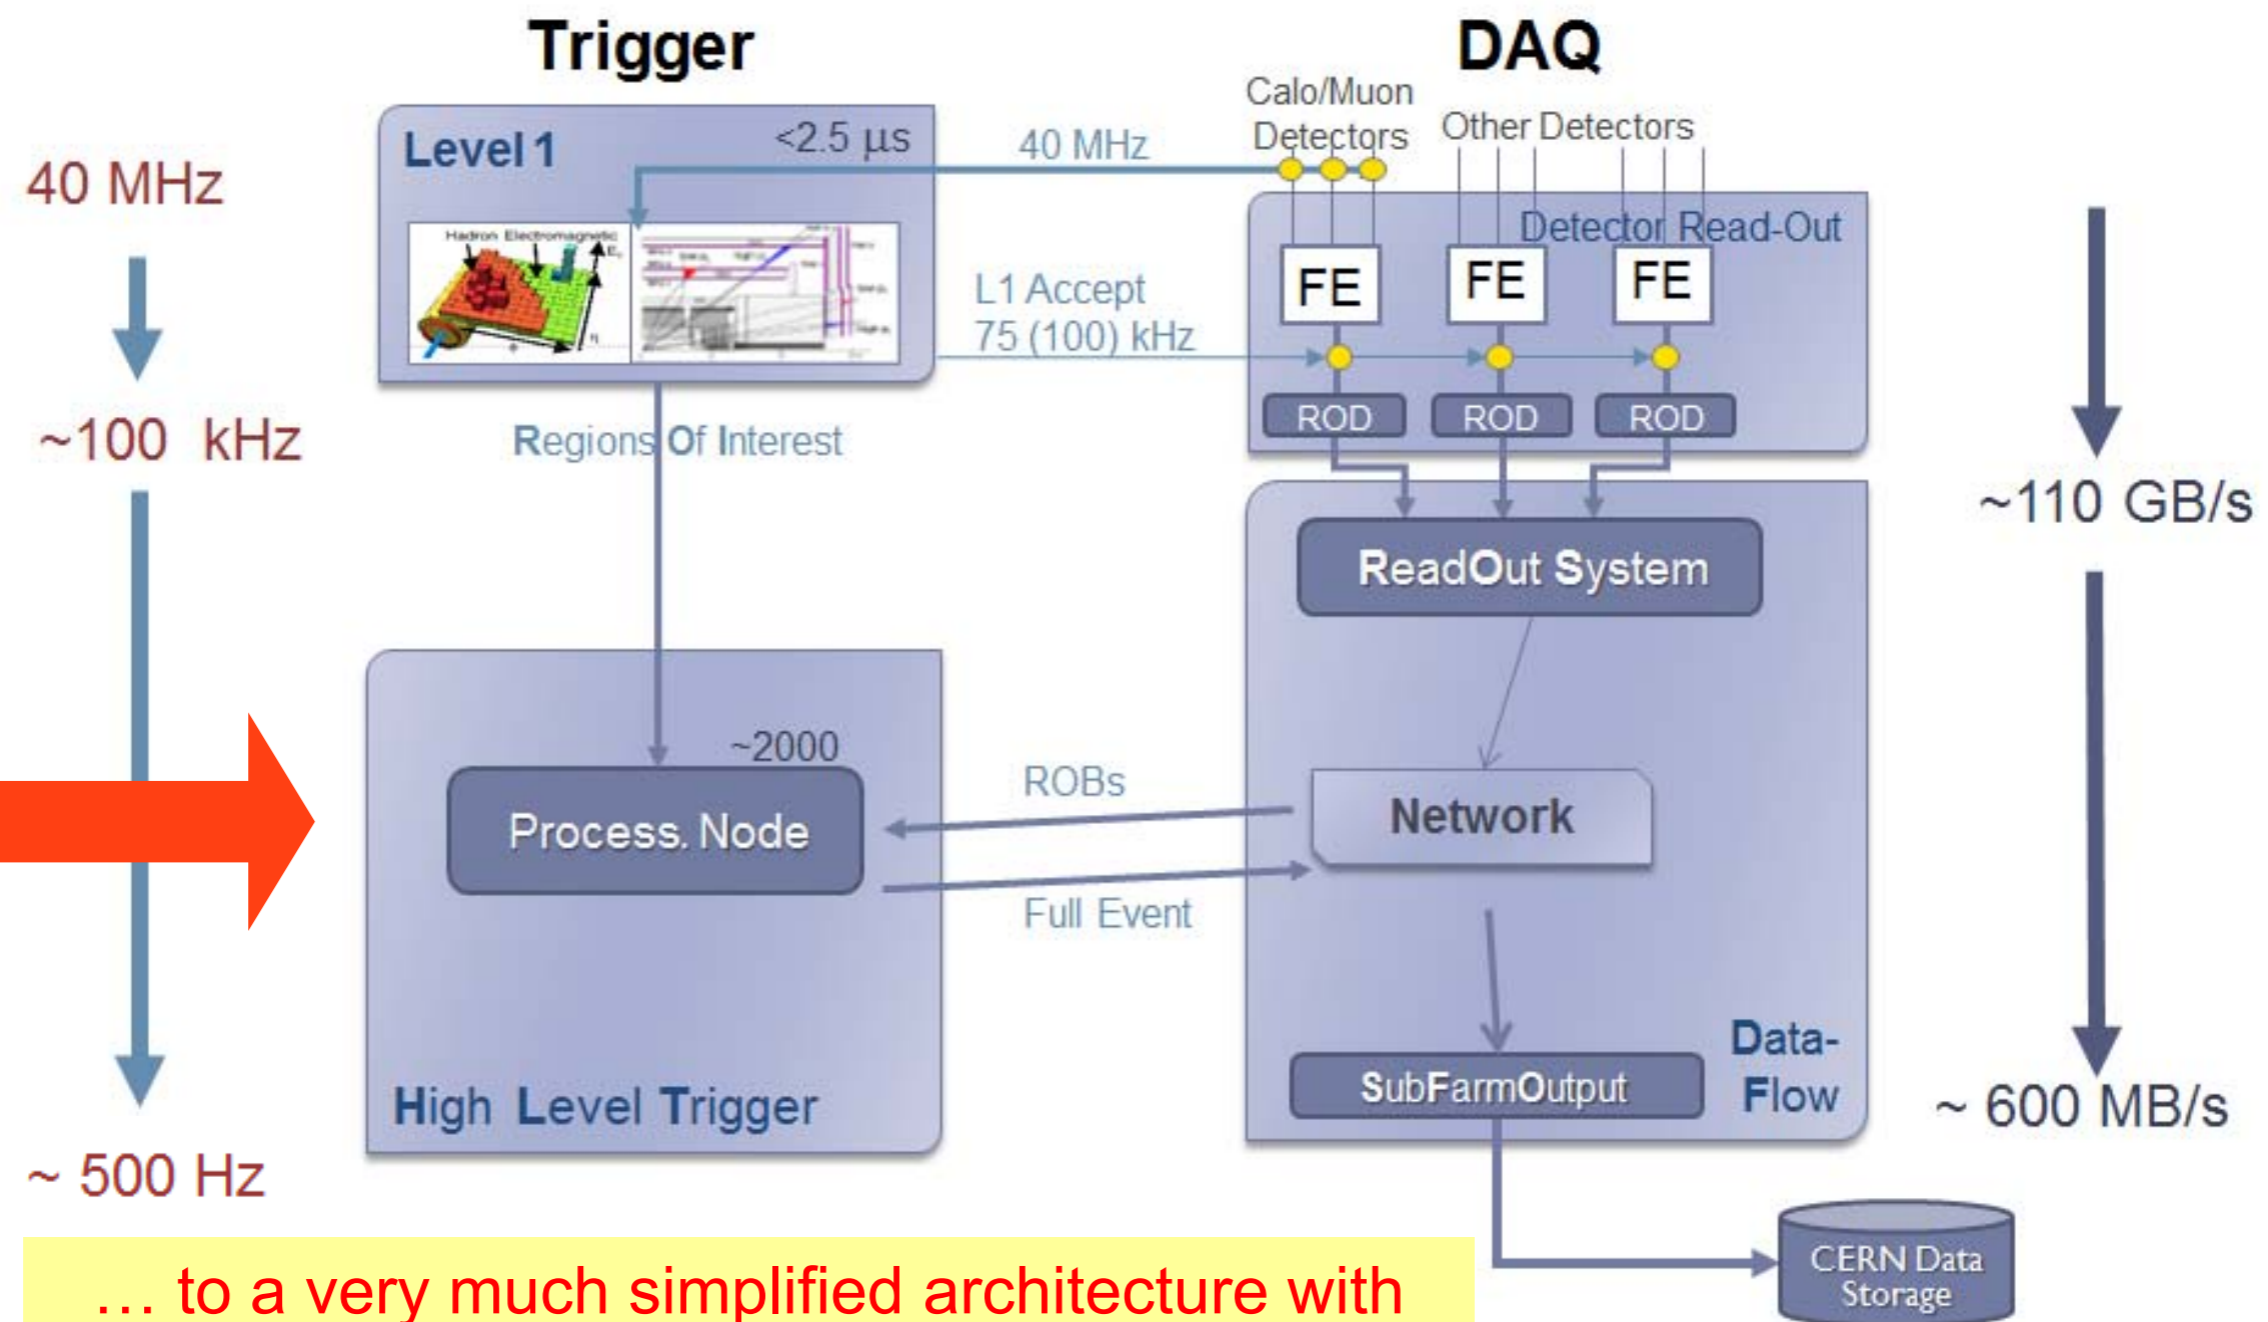 Trigger
DAQ
Level 1
<2.5 μs
40 MHz
Calo/Muon
Detectors
Other Detectors
40 MHz
Detector Read-Out
Hadron Electromagnetic
FE
FE
FE
L1 Accept
75 (100) kHz
ROD
ROD
ROD
~100 kHz
Regions Of Interest
~110 GB/s
ReadOut System
~2000
Process. Node
ROBs
Network
Full Event
High Level Trigger
Data-
Flow
SubFarmOutput
~ 600 MB/s
~ 500 Hz
CERN Data
Storage
… to a very much simplified architecture with